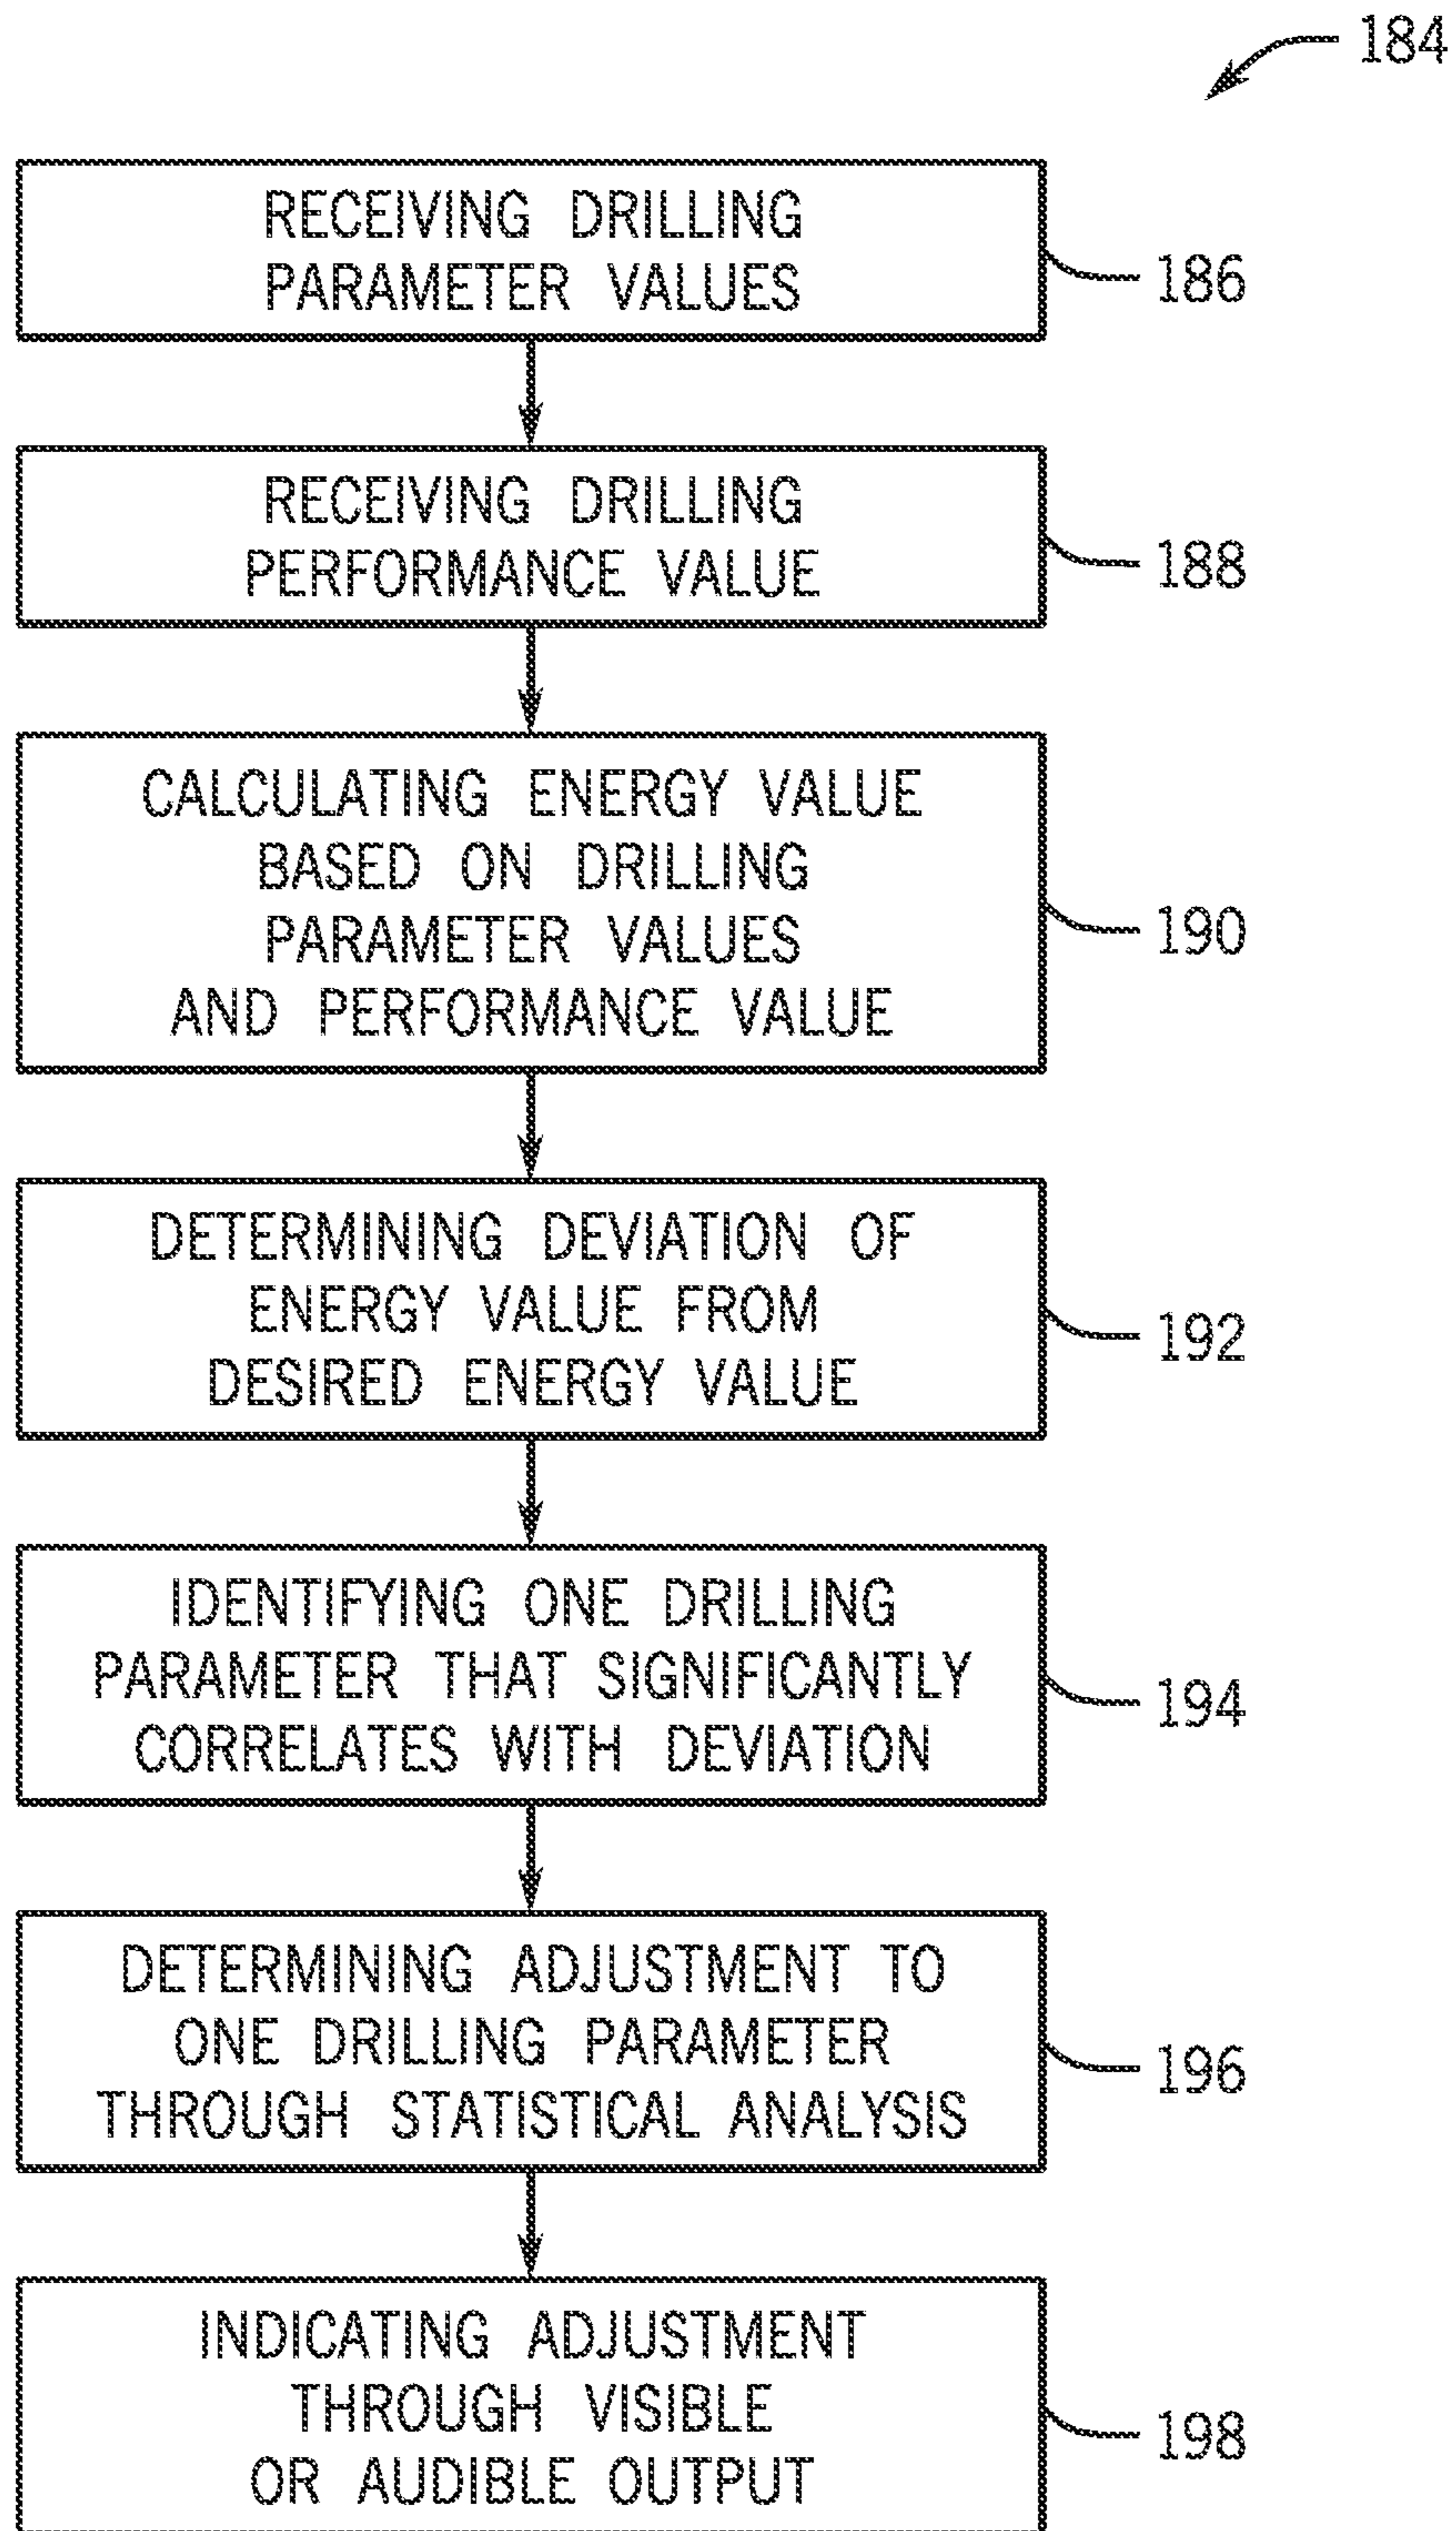 184
RECEIVING DRILLING
PARAMETER VALUES
186
RECEIVING DRILLING
PERFORMANCE VALUE
188
CALCULATING ENERGY VALUE
BASED ON DRILLING
PARAMETER VALUES
AND PERFORMANCE VALUE
190
DETERMINING DEVIATION OF
ENERGY VALUE FROM
DESIRED ENERGY VALUE
192
IDENTIFYING ONE DRILLING
PARAMETER THAT SIGNIFICANTLY
CORRELATES WITH DEVIATION
194
DETERMINING ADJUSTMENT TO
ONE DRILLING PARAMETER
THROUGH STATISTICAL ANALYSIS
196
INDICATING ADJUSTMENT
THROUGH VISIBLE
OR AUDIBLE OUTPUT
198